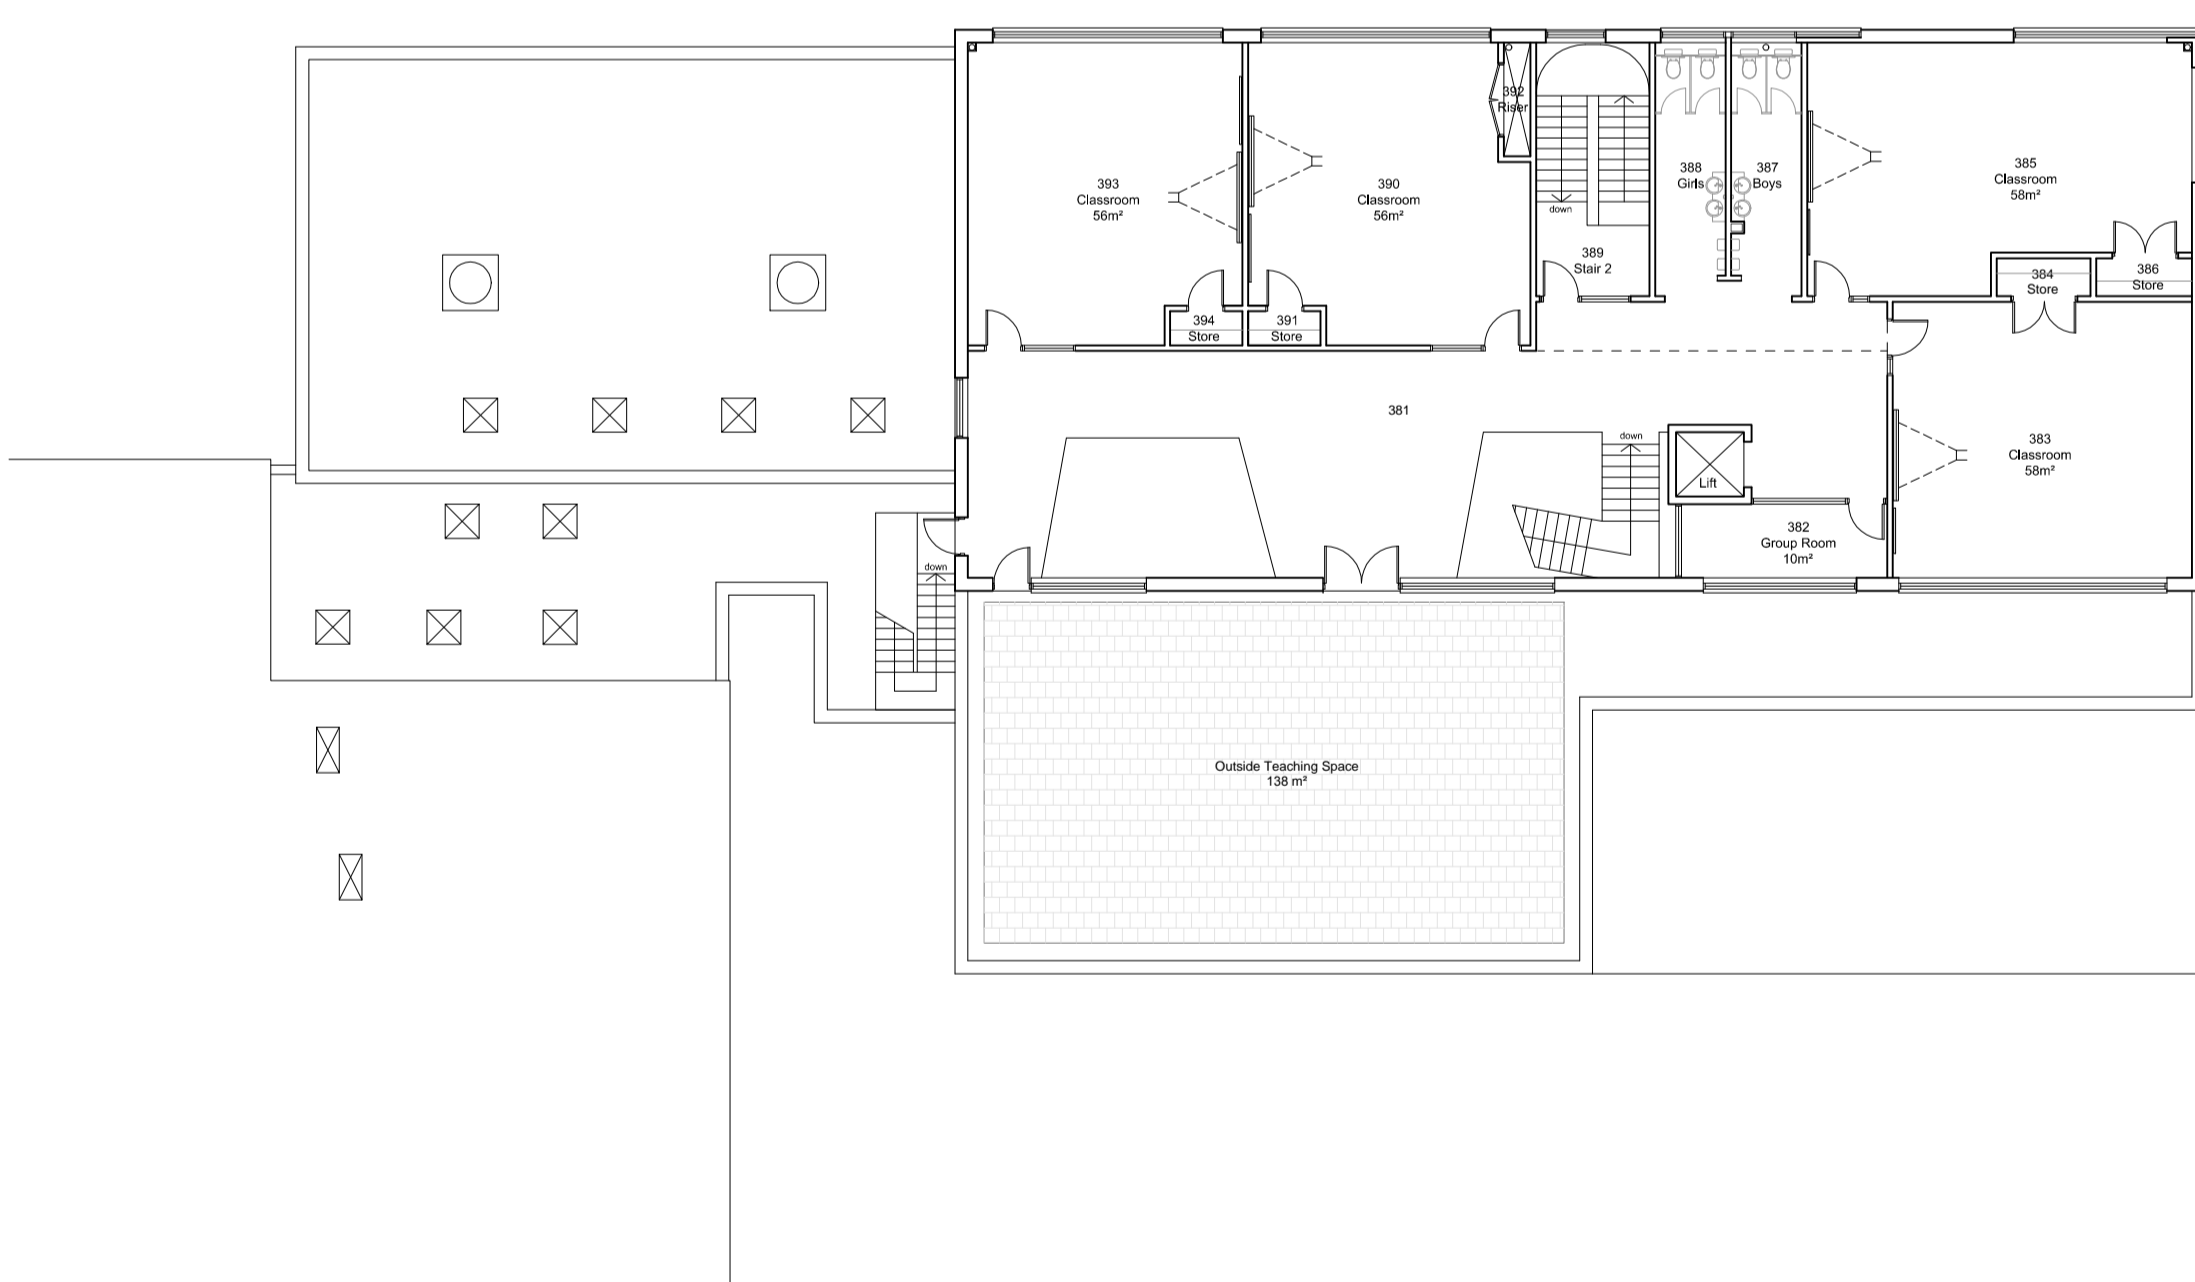 392
Riser
393
Classroom
56m²
390
Classroom
56m²
down
389
Stair 2
388
Girls
387
Boys
385
Classroom
58m²
384
Store
386
Store
394
Store
391
Store
381
down
Lift
383
Classroom
58m²
382
Group Room
10m²
down
Outside Teaching Space
138 m²